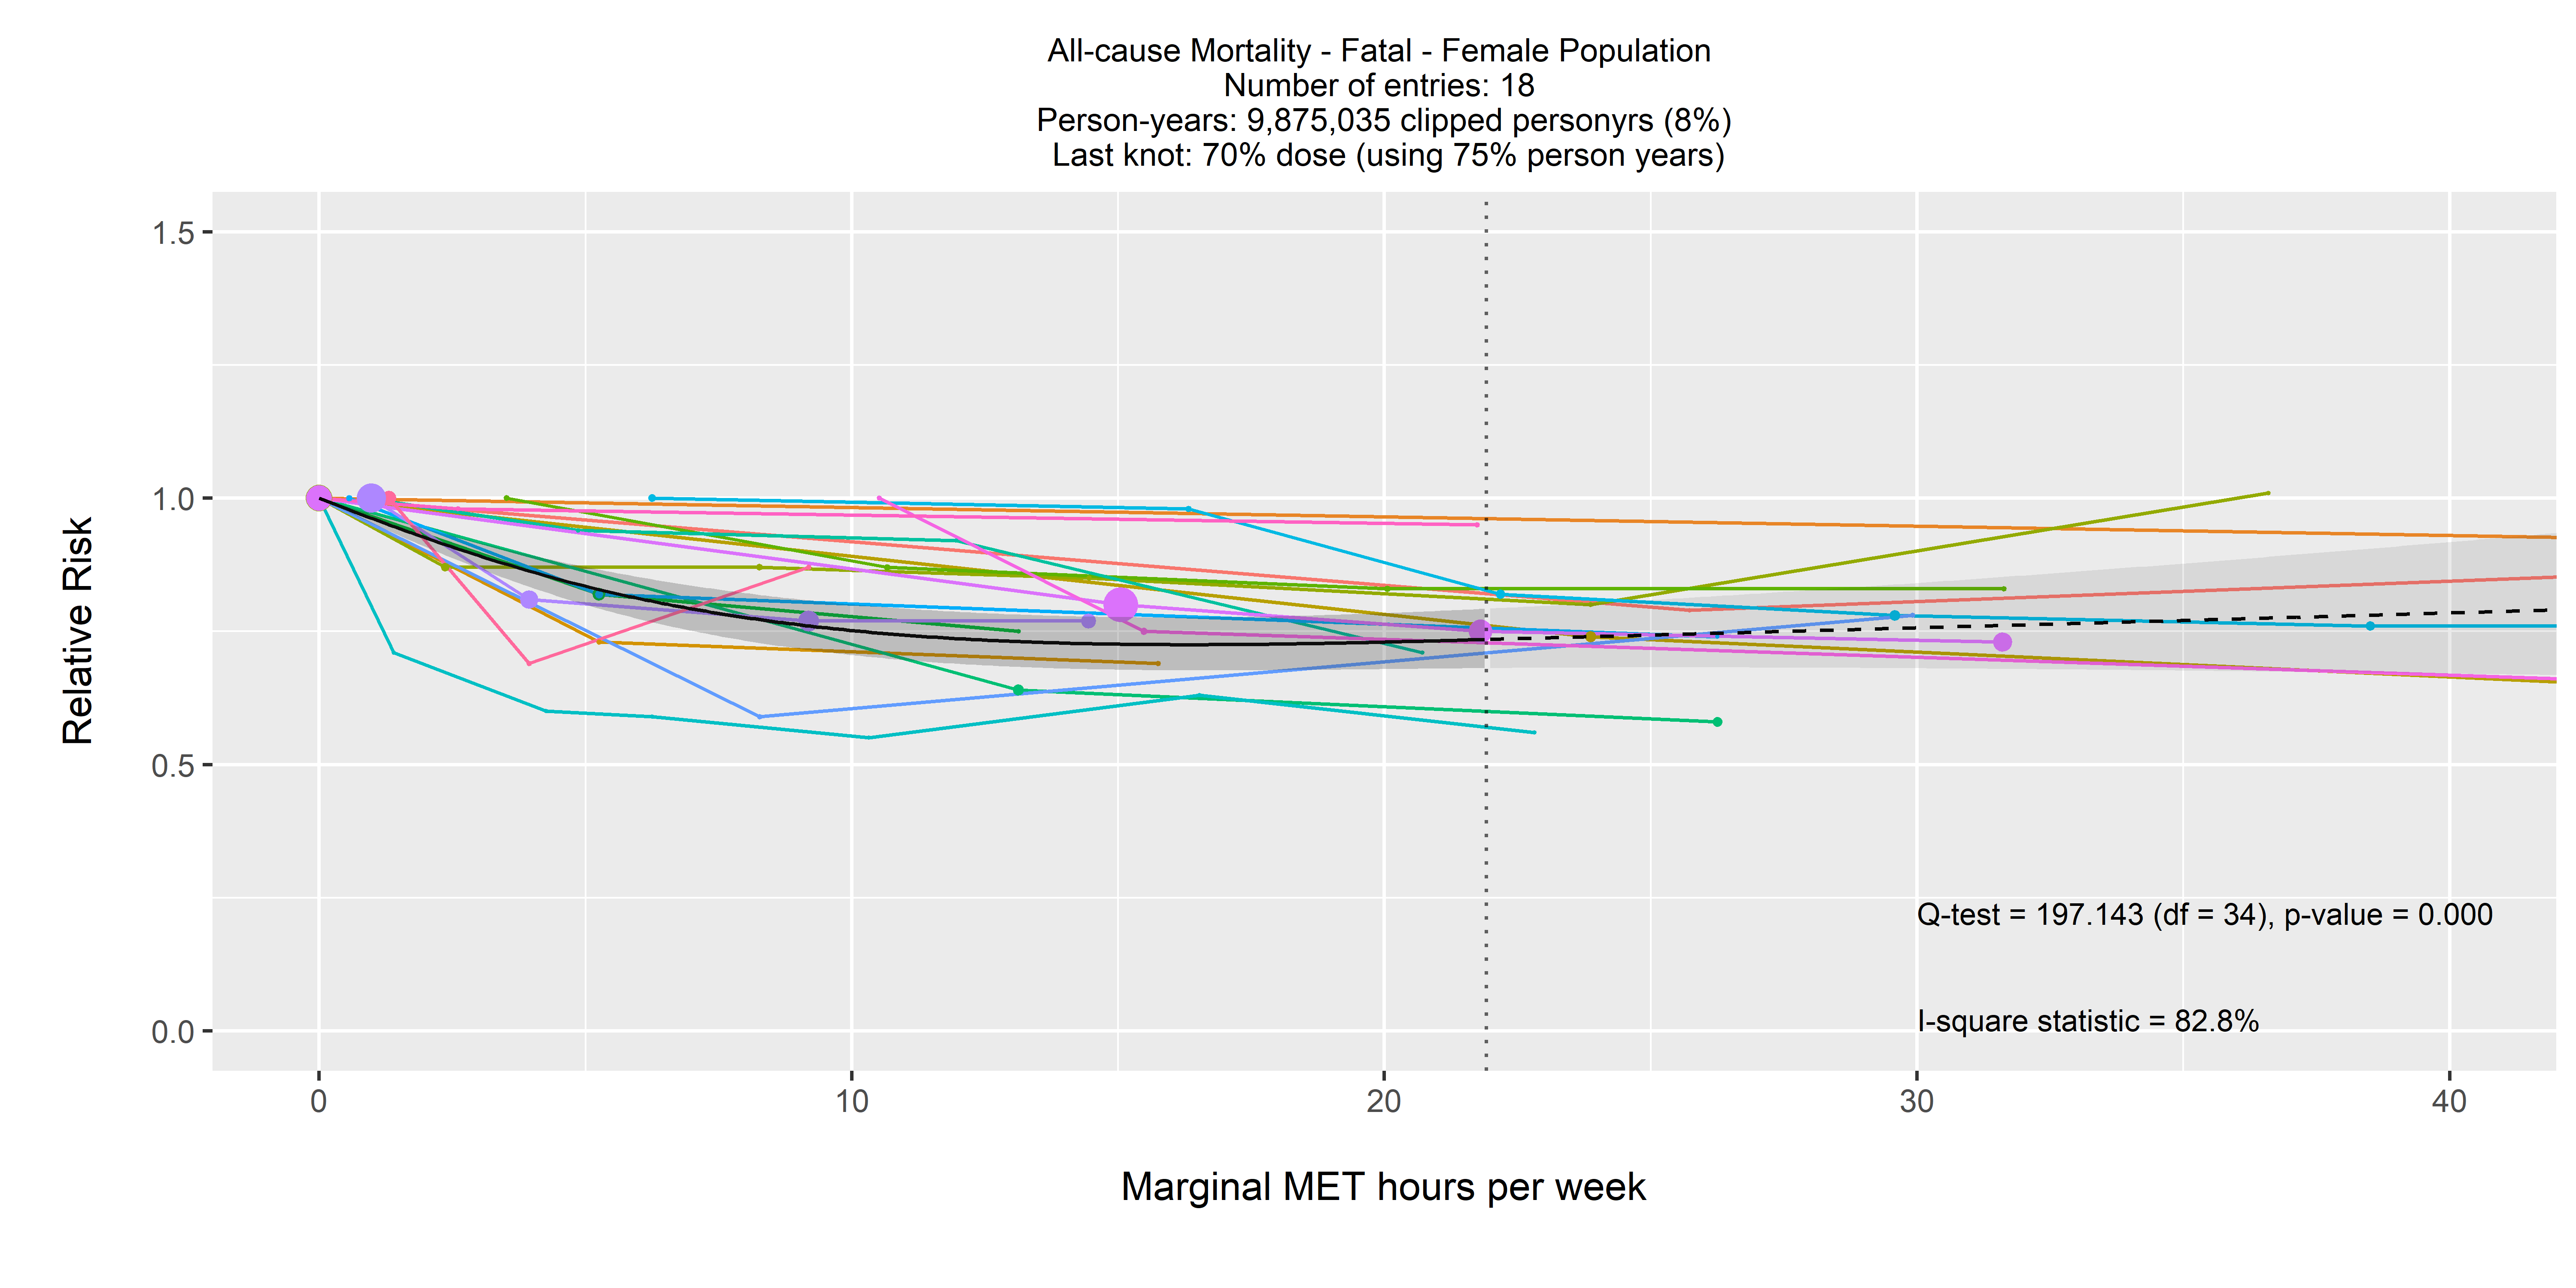 All-cause Mortality - Fatal - Female Population
Number of entries: 18
Person-years: 9,875,035 clipped personyrs (8%)
Last knot: 70% dose (using 75% person years)
1.5
1.0
0.5
0.0
Relative Risk
Q-test = 197.143 (df = 34), p-value = 0.000
I-square statistic = 82.8%
0 10 20 30 40
Marginal MET hours per week